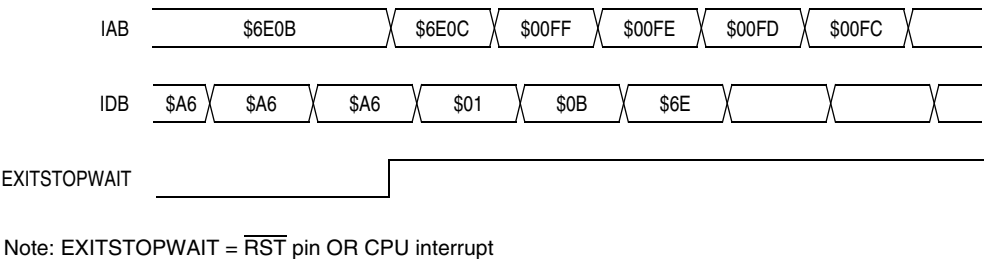 IAB $6E0B $6E0C $00FF $00FE $00FD $00FC
IDB $A6 $A6 $A6 $01 $0B $6E
EXITSTOPWAIT
Note: EXITSTOPWAIT = R̅S̅T̅ pin OR CPU interrupt